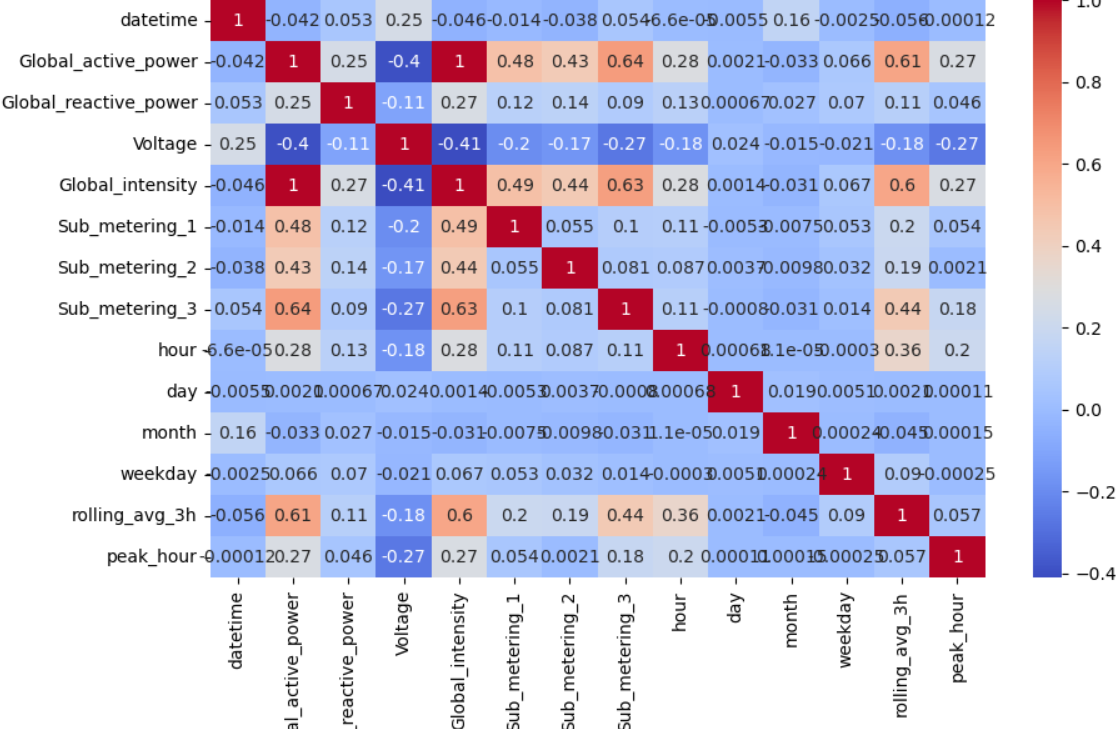 datetime 1 -0.042 0.053 0.25 -0.046 -0.014 -0.038 0.054 -6.6e-05 0.0055 0.16 -0.0025 -0.056 0.00012 1.0
Global_active_power -0.042 1 0.25 -0.4 1 0.48 0.43 0.64 0.28 0.0021 -0.033 0.066 0.61 0.27
0.8
Global_reactive_power 0.053 0.25 1 -0.11 0.27 0.12 0.14 0.09 0.13 0.00067 0.027 0.07 0.11 0.046
Voltage 0.25 -0.4 -0.11 1 -0.41 -0.2 -0.17 -0.27 -0.18 0.024 -0.015 -0.021 -0.18 -0.27
0.6
Global_intensity -0.046 1 0.27 -0.41 1 0.49 0.44 0.63 0.28 0.0014 -0.031 0.067 0.6 0.27
Sub_metering_1 -0.014 0.48 0.12 -0.2 0.49 1 0.055 0.1 0.11 -0.0053 0.0075 0.053 0.2 0.054
0.4
Sub_metering_2 -0.038 0.43 0.14 -0.17 0.44 0.055 1 0.081 0.087 0.0037 0.0098 0.032 0.19 0.0021
Sub_metering_3 0.054 0.64 0.09 -0.27 0.63 0.1 0.081 1 0.11 -0.0008 -0.031 0.014 0.44 0.18
0.2
hour -6.6e-05 0.28 0.13 -0.18 0.28 0.11 0.087 0.11 1 0.00068 1.1e-05 -0.0003 0.36 0.2
day -0.0055 0.0021 0.00067 0.024 0.0014 -0.0053 0.0037 -0.0008 0.00068 1 0.019 0.0051 0.0021 0.00011
0.0
month 0.16 -0.033 0.027 -0.015 -0.031 -0.0075 0.0098 -0.031 1.1e-05 0.019 1 0.00024 -0.045 0.00015
weekday -0.0025 0.066 0.07 -0.021 0.067 0.053 0.032 0.014 -0.0003 0.0051 0.00024 1 0.09 -0.00025
−0.2
rolling_avg_3h -0.056 0.61 0.11 -0.18 0.6 0.2 0.19 0.44 0.36 0.0021 -0.045 0.09 1 0.057
peak_hour -0.00012 0.27 0.046 -0.27 0.27 0.054 0.0021 0.18 0.2 0.00011 0.00015 -0.00025 0.057 1
−0.4
datetime
al_active_power
_reactive_power
Voltage
Global_intensity
Sub_metering_1
Sub_metering_2
Sub_metering_3
hour
day
month
weekday
rolling_avg_3h
peak_hour